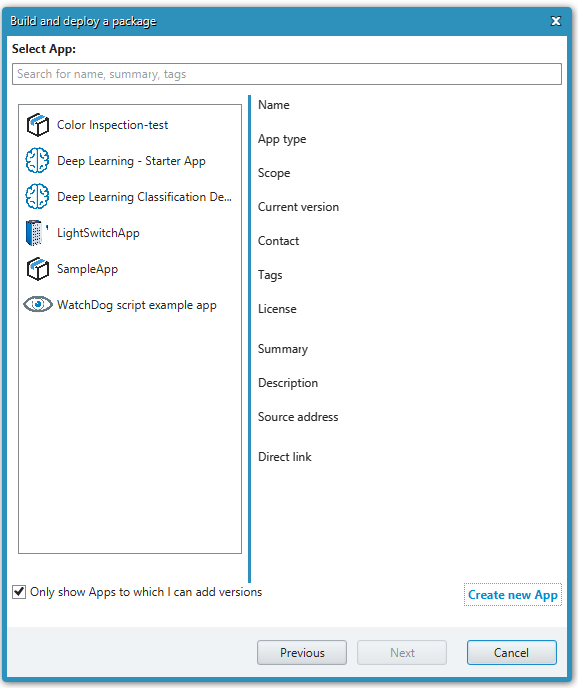 Build and deploy a package
Select App:
Search for name, summary, tags
Color Inspection-test
Deep Learning - Starter App
Deep Learning Classification De...
LightSwitchApp
SampleApp
WatchDog script example app
Name
App type
Scope
Current version
Contact
Tags
License
Summary
Description
Source address
Direct link
Only show Apps to which I can add versions
Create new App
Previous
Next
Cancel